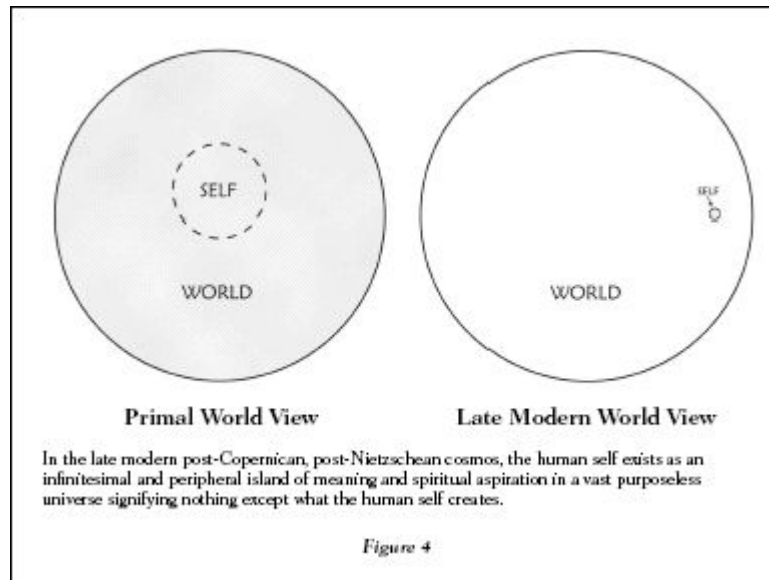 SELF
WORLD
SELF
WORLD
Primal World View
Late Modern World View
In the late modern post-Copernican, post-Nietzschean cosmos, the human self exists as an
infinitesimal and peripheral island of meaning and spiritual aspiration in a vast purposeless
universe signifying nothing except what the human self creates.
Figure 4